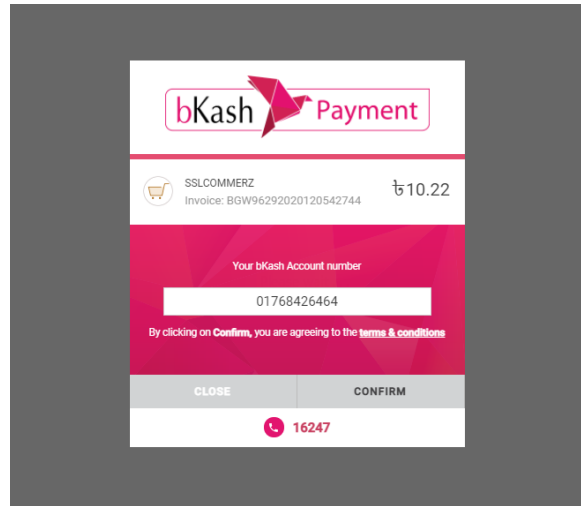 bKash Payment
SSLCOMMERZ
৳10.22
Invoice: BGW96292020120542744
Your bKash Account number
01768426464
By clicking on Confirm, you are agreeing to the terms & conditions
CLOSE
CONFIRM
16247